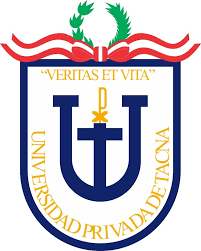 "VERITAS ET VITA"
UNIVERSIDAD PRIVADA DE TACNA